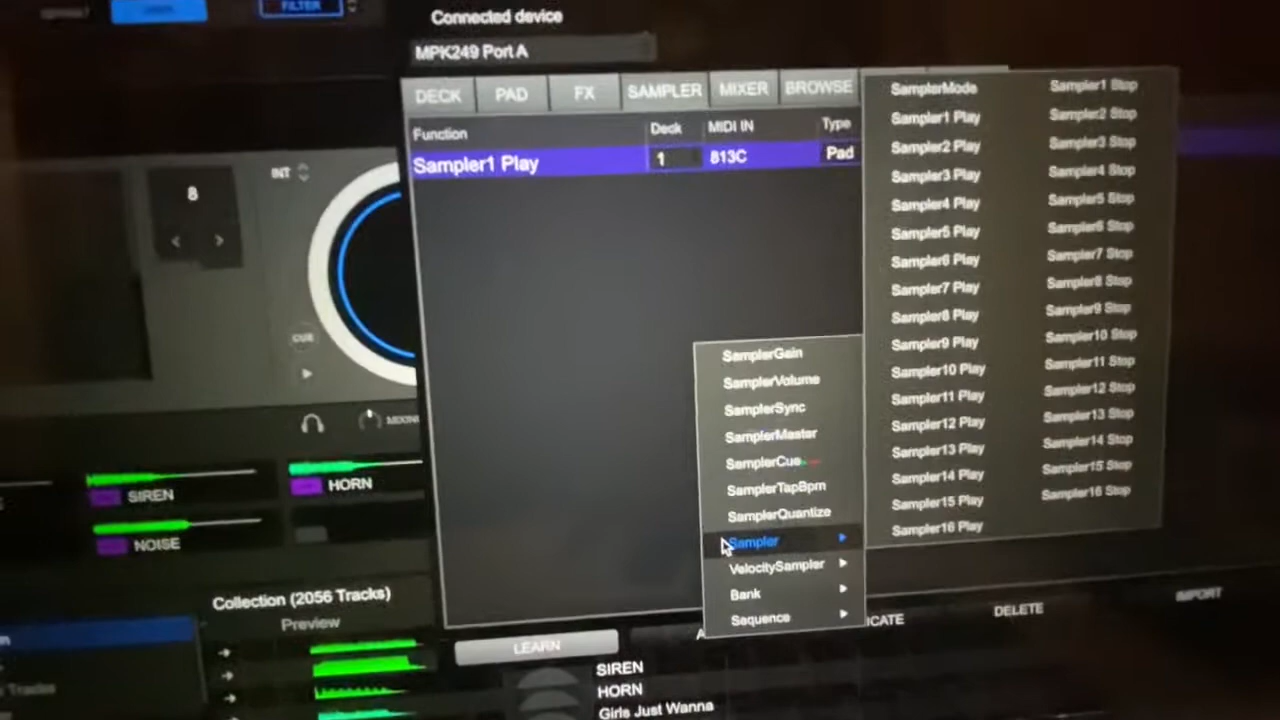 FILTER
Connected device
MPK249 Port A
DECK PAD FX SAMPLER MIXER BROWSE
Function Deck MIDI IN Type
Sampler1 Play 1 813C Pad
INT
8
CUE
SIREN
HORN
NOISE
Collection (2056 Tracks)
Preview
SamplerGain
SamplerVolume
SamplerSync
SamplerMaster
SamplerCue
SamplerTapBpm
SamplerQuantize
Sampler
VelocitySampler
Bank
Sequence
SamplerMode
Sampler1 Play
Sampler2 Play
Sampler3 Play
Sampler4 Play
Sampler5 Play
Sampler6 Play
Sampler7 Play
Sampler8 Play
Sampler9 Play
Sampler10 Play
Sampler11 Play
Sampler12 Play
Sampler13 Play
Sampler14 Play
Sampler15 Play
Sampler16 Play
Sampler1 Stop
Sampler2 Stop
Sampler3 Stop
Sampler4 Stop
Sampler5 Stop
Sampler6 Stop
Sampler7 Stop
Sampler8 Stop
Sampler9 Stop
Sampler10 Stop
Sampler11 Stop
Sampler12 Stop
Sampler13 Stop
Sampler14 Stop
Sampler15 Stop
Sampler16 Stop
LEARN A ICATE DELETE IMPORT
SIREN
HORN
Girls Just Wanna